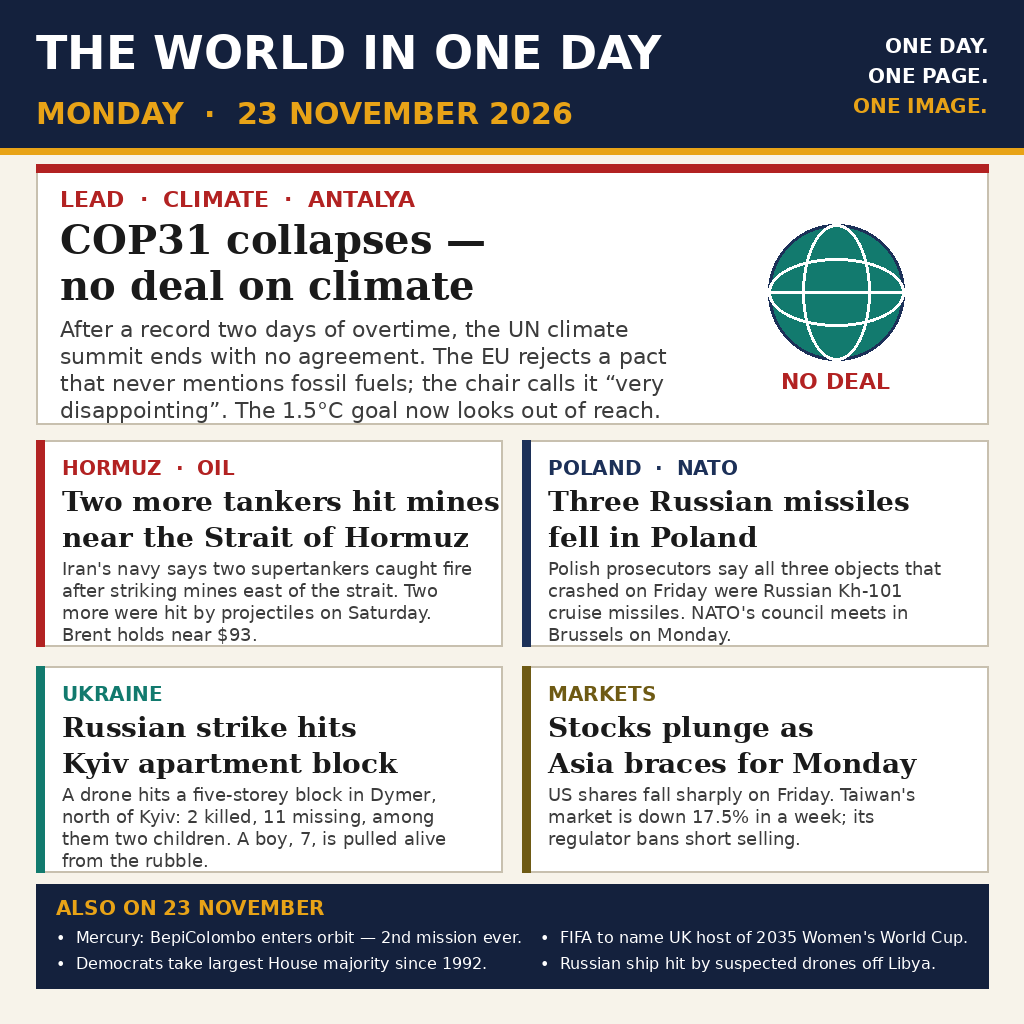 THE WORLD IN ONE DAY
MONDAY · 23 NOVEMBER 2026
ONE DAY.
ONE PAGE.
ONE IMAGE.
LEAD · CLIMATE · ANTALYA
COP31 collapses —
no deal on climate
After a record two days of overtime, the UN climate
summit ends with no agreement. The EU rejects a pact
that never mentions fossil fuels; the chair calls it “very
disappointing”. The 1.5°C goal now looks out of reach.
NO DEAL
HORMUZ · OIL
Two more tankers hit mines
near the Strait of Hormuz
Iran's navy says two supertankers caught fire
after striking mines east of the strait. Two
more were hit by projectiles on Saturday.
Brent holds near $93.
POLAND · NATO
Three Russian missiles
fell in Poland
Polish prosecutors say all three objects that
crashed on Friday were Russian Kh-101
cruise missiles. NATO's council meets in
Brussels on Monday.
UKRAINE
Russian strike hits
Kyiv apartment block
A drone hits a five-storey block in Dymer,
north of Kyiv: 2 killed, 11 missing, among
them two children. A boy, 7, is pulled alive
from the rubble.
MARKETS
Stocks plunge as
Asia braces for Monday
US shares fall sharply on Friday. Taiwan's
market is down 17.5% in a week; its
regulator bans short selling.
ALSO ON 23 NOVEMBER
• Mercury: BepiColombo enters orbit — 2nd mission ever.
• Democrats take largest House majority since 1992.
• FIFA to name UK host of 2035 Women's World Cup.
• Russian ship hit by suspected drones off Libya.